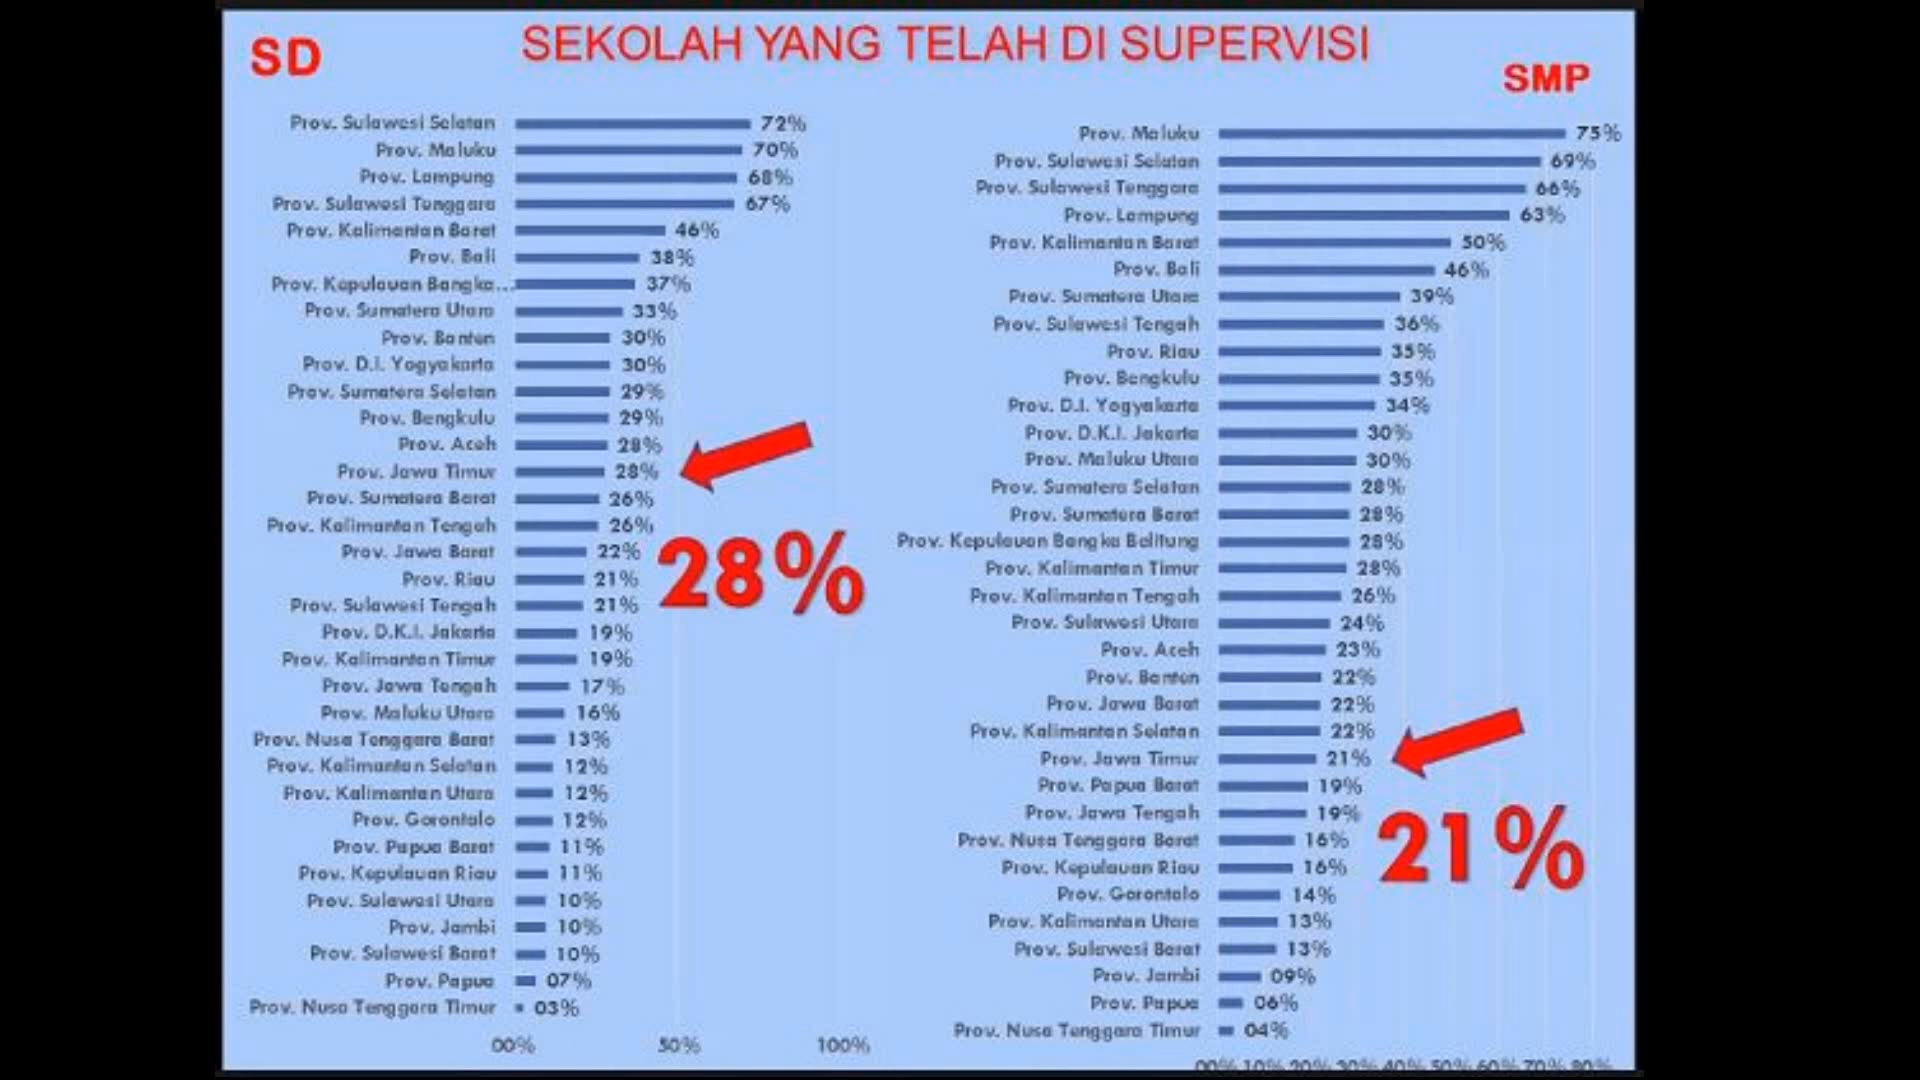 SEKOLAH YANG TELAH DI SUPERVISI
SD
Prov. Sulawesi Selatan 72%
Prov. Maluku 70%
Prov. Lampung 68%
Prov. Sulawesi Tenggara 67%
Prov. Kalimantan Barat 46%
Prov. Bali 38%
Prov. Kepulauan Bangka... 37%
Prov. Sumatera Utara 33%
Prov. Banten 30%
Prov. D.I. Yogyakarta 30%
Prov. Sumatera Selatan 29%
Prov. Bengkulu 29%
Prov. Aceh 28%
Prov. Jawa Timur 28%
Prov. Sumatera Barat 26%
Prov. Kalimantan Tengah 26%
Prov. Jawa Barat 22%
Prov. Riau 21%
Prov. Sulawesi Tengah 21%
Prov. D.K.I. Jakarta 19%
Prov. Kalimantan Timur 19%
Prov. Jawa Tengah 17%
Prov. Maluku Utara 16%
Prov. Nusa Tenggara Barat 13%
Prov. Kalimantan Selatan 12%
Prov. Kalimantan Utara 12%
Prov. Gorontalo 12%
Prov. Papua Barat 11%
Prov. Kepulauan Riau 11%
Prov. Sulawesi Utara 10%
Prov. Jambi 10%
Prov. Sulawesi Barat 10%
Prov. Papua 07%
Prov. Nusa Tenggara Timur 03%
00% 50% 100%
28%
SMP
Prov. Maluku 75%
Prov. Sulawesi Selatan 69%
Prov. Sulawesi Tenggara 66%
Prov. Lampung 63%
Prov. Kalimantan Barat 50%
Prov. Bali 46%
Prov. Sumatera Utara 39%
Prov. Sulawesi Tengah 36%
Prov. Riau 35%
Prov. Bengkulu 35%
Prov. D.I. Yogyakarta 34%
Prov. D.K.I. Jakarta 30%
Prov. Maluku Utara 30%
Prov. Sumatera Selatan 28%
Prov. Sumatera Barat 28%
Prov. Kepulauan Bangka Belitung 28%
Prov. Kalimantan Timur 28%
Prov. Kalimantan Tengah 26%
Prov. Sulawesi Utara 24%
Prov. Aceh 23%
Prov. Banten 22%
Prov. Jawa Barat 22%
Prov. Kalimantan Selatan 22%
Prov. Jawa Timur 21%
Prov. Papua Barat 19%
Prov. Jawa Tengah 19%
Prov. Nusa Tenggara Barat 16%
Prov. Kepulauan Riau 16%
Prov. Gorontalo 14%
Prov. Kalimantan Utara 13%
Prov. Sulawesi Barat 13%
Prov. Jambi 09%
Prov. Papua 06%
Prov. Nusa Tenggara Timur 04%
00% 10% 20% 30% 40% 50% 60% 70% 80%
21%